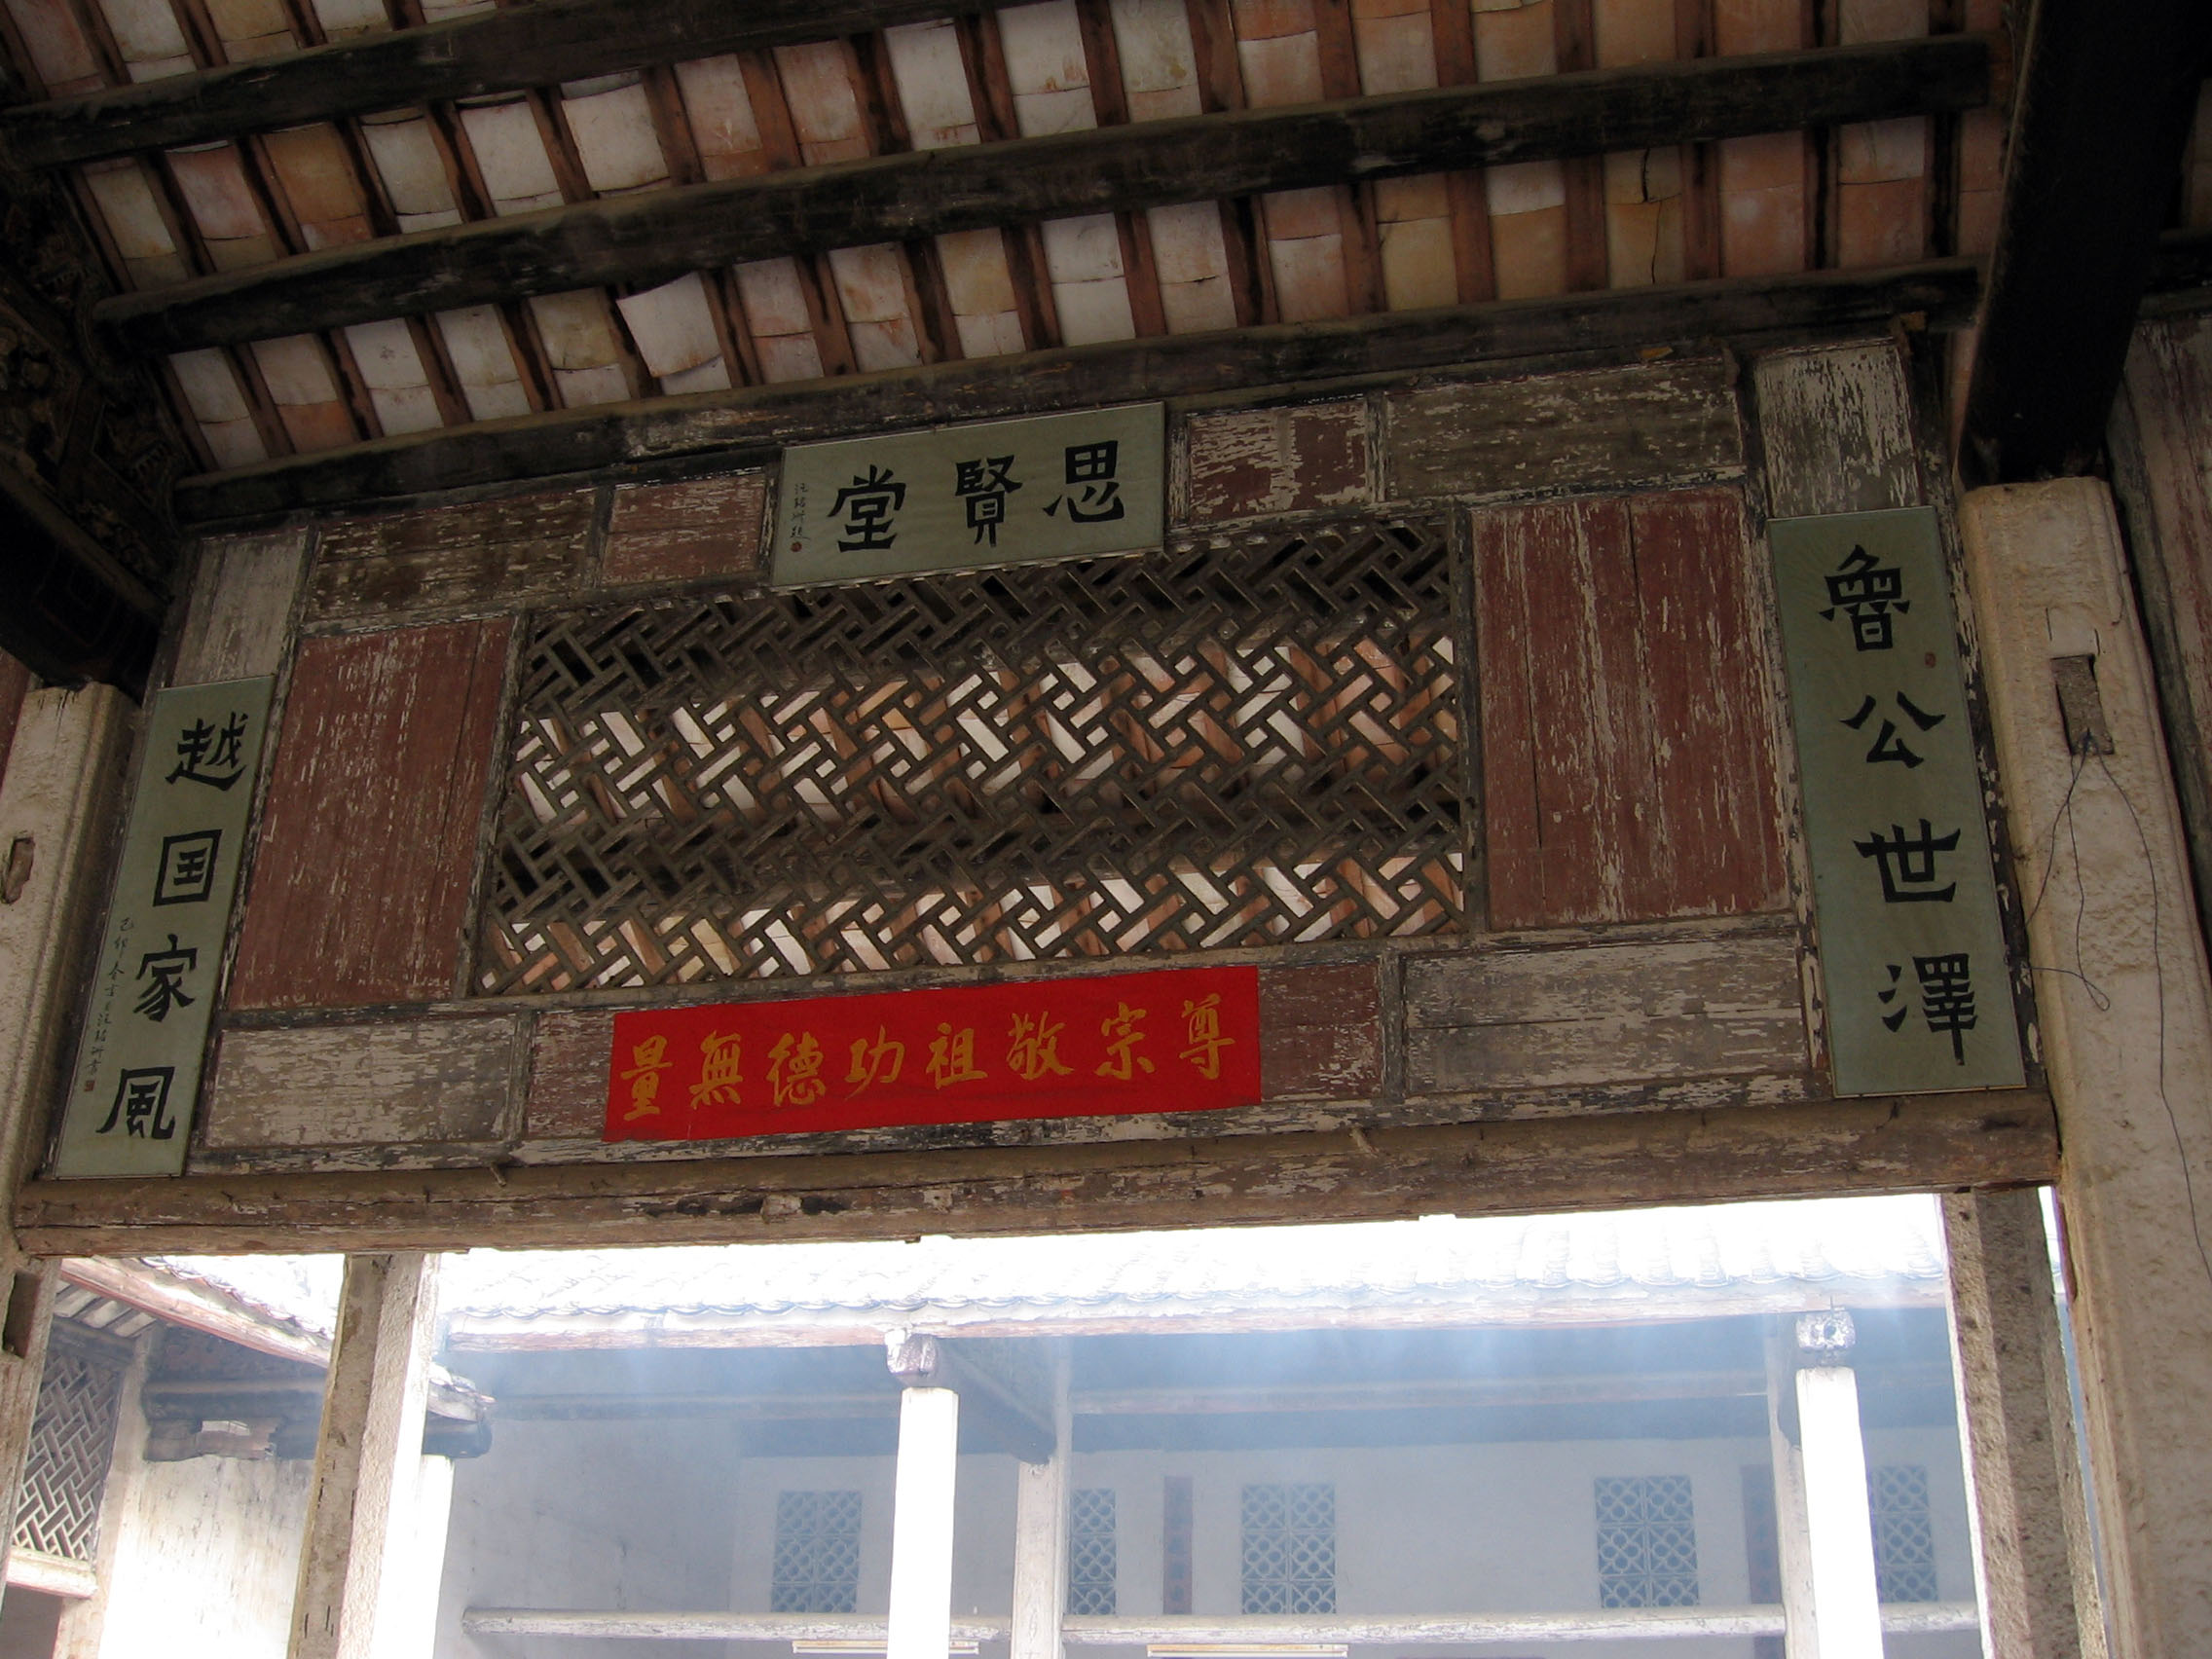 思賢堂
魯公世澤
越国家風
尊宗敬祖功德無量